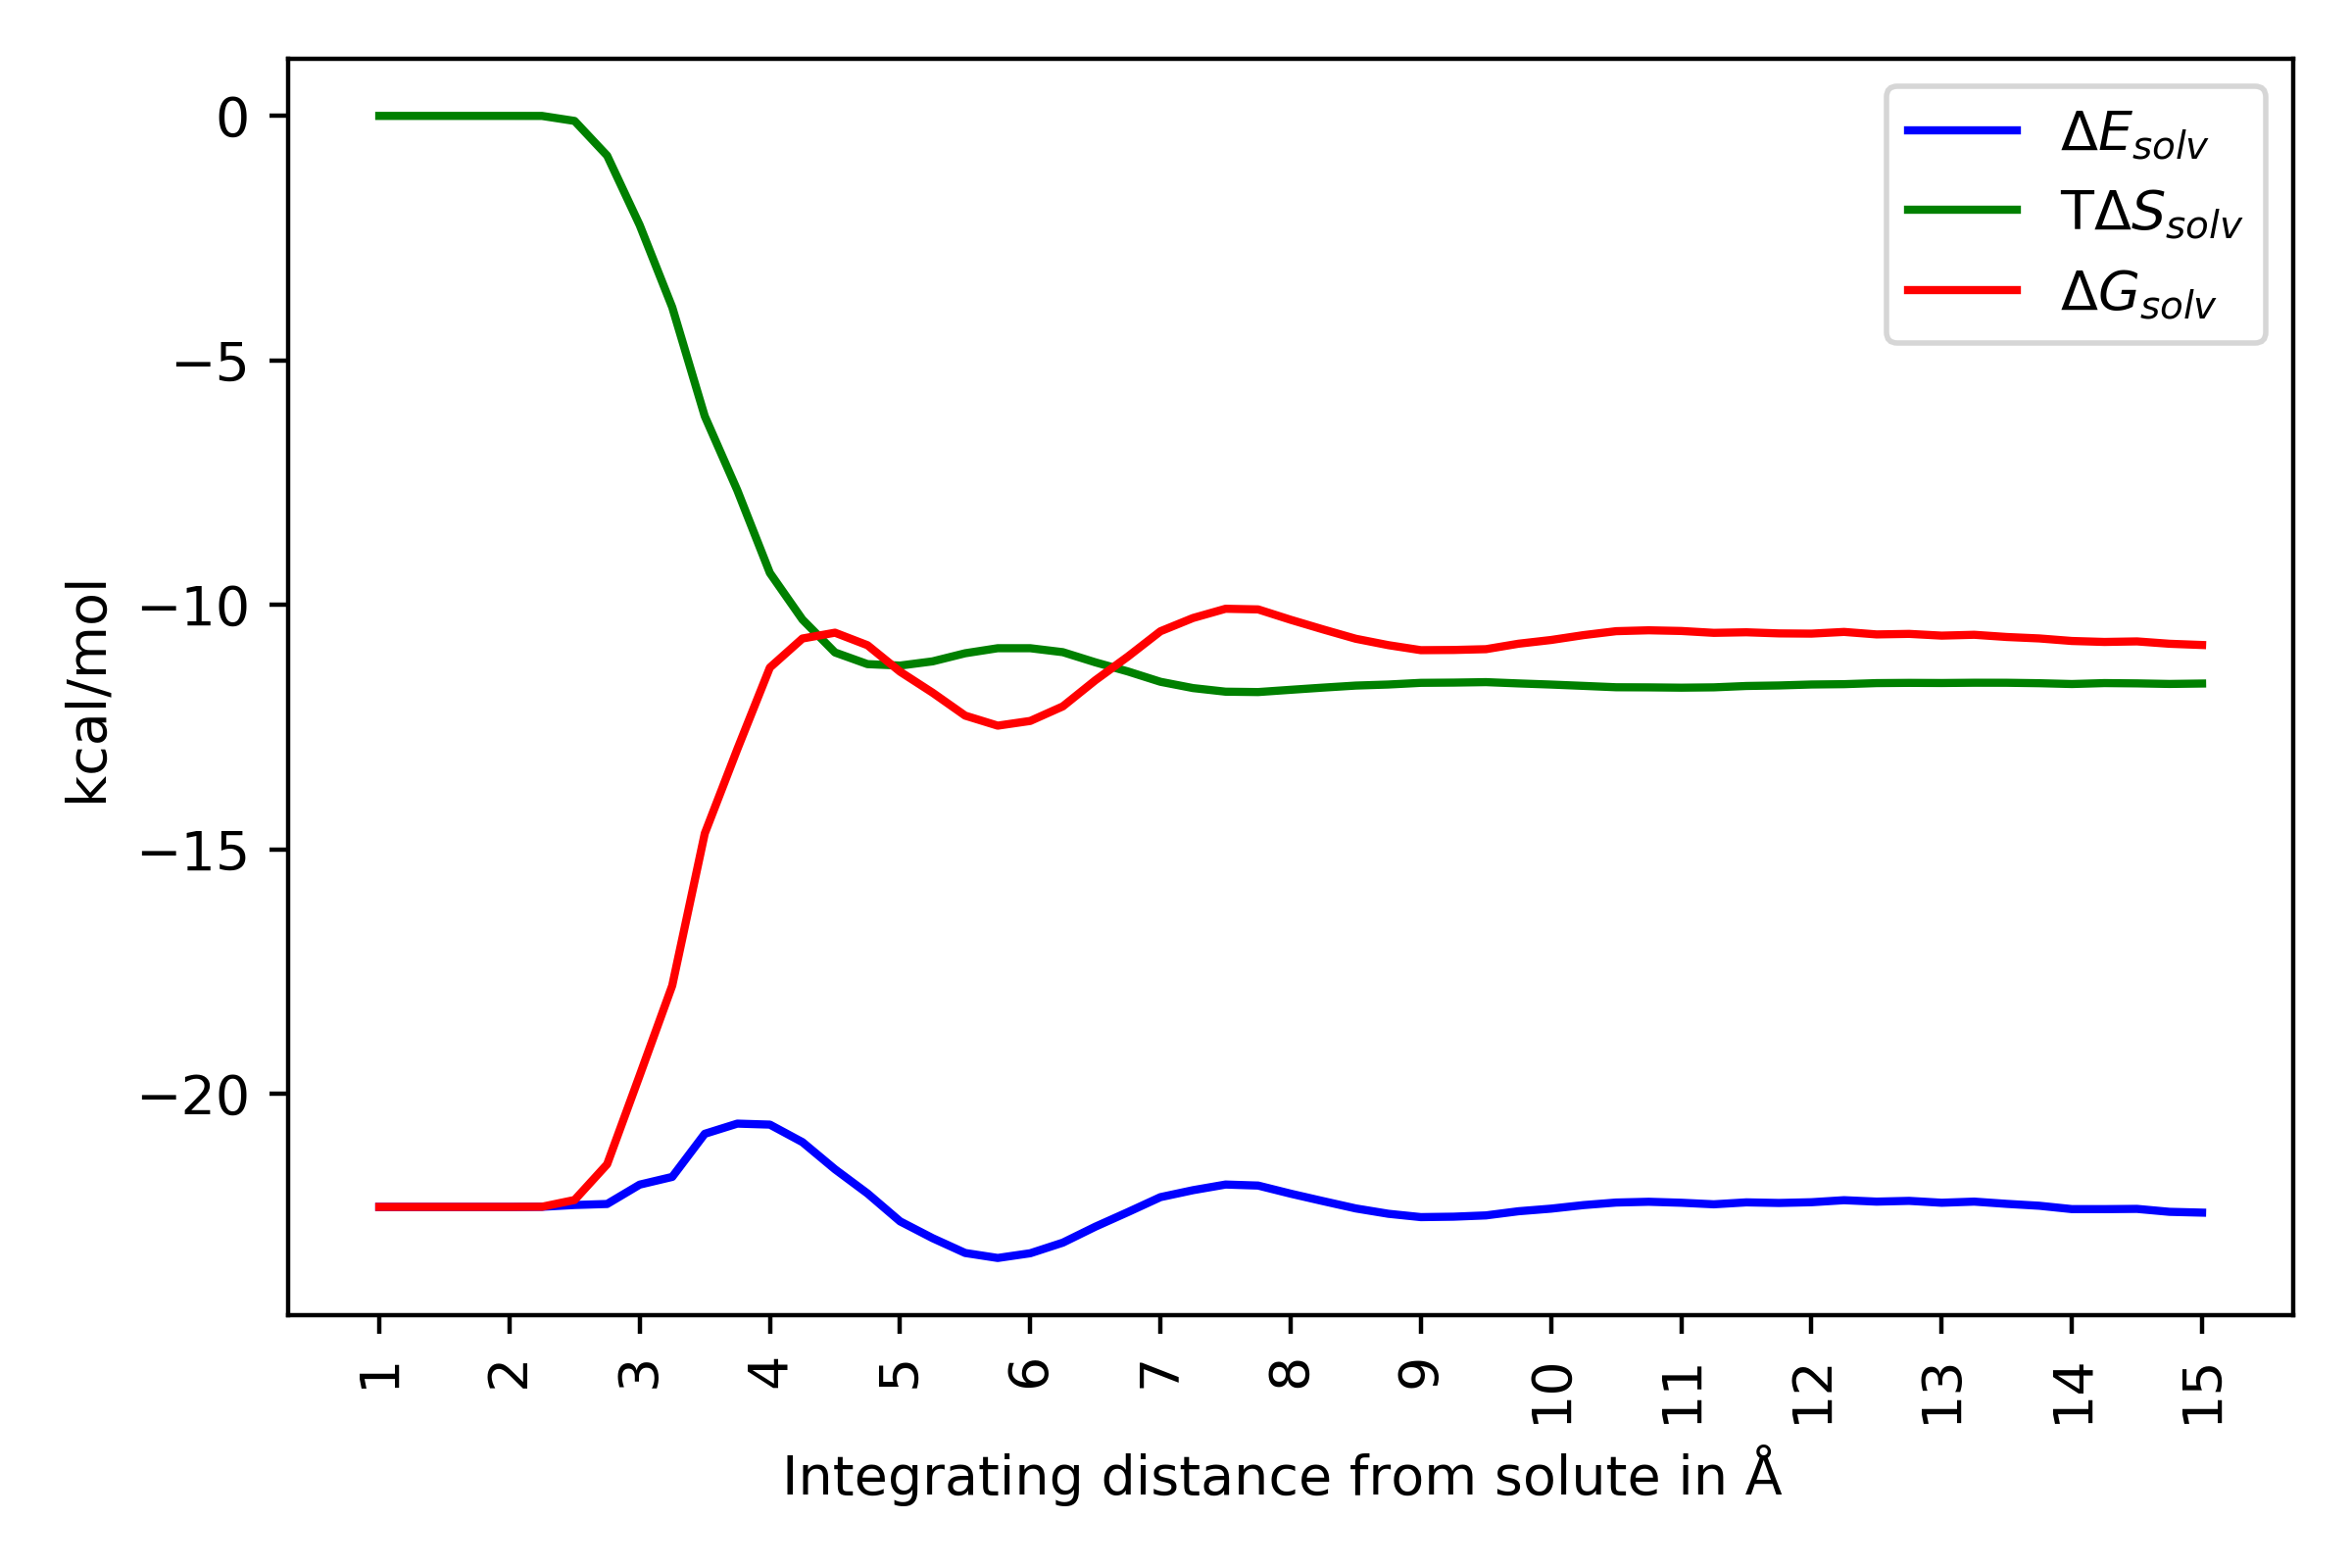 0
−5
−10
−15
−20
kcal/mol
ΔE_solv
TΔS_solv
ΔG_solv
1 2 3 4 5 6 7 8 9 10 11 12 13 14 15
Integrating distance from solute in Å